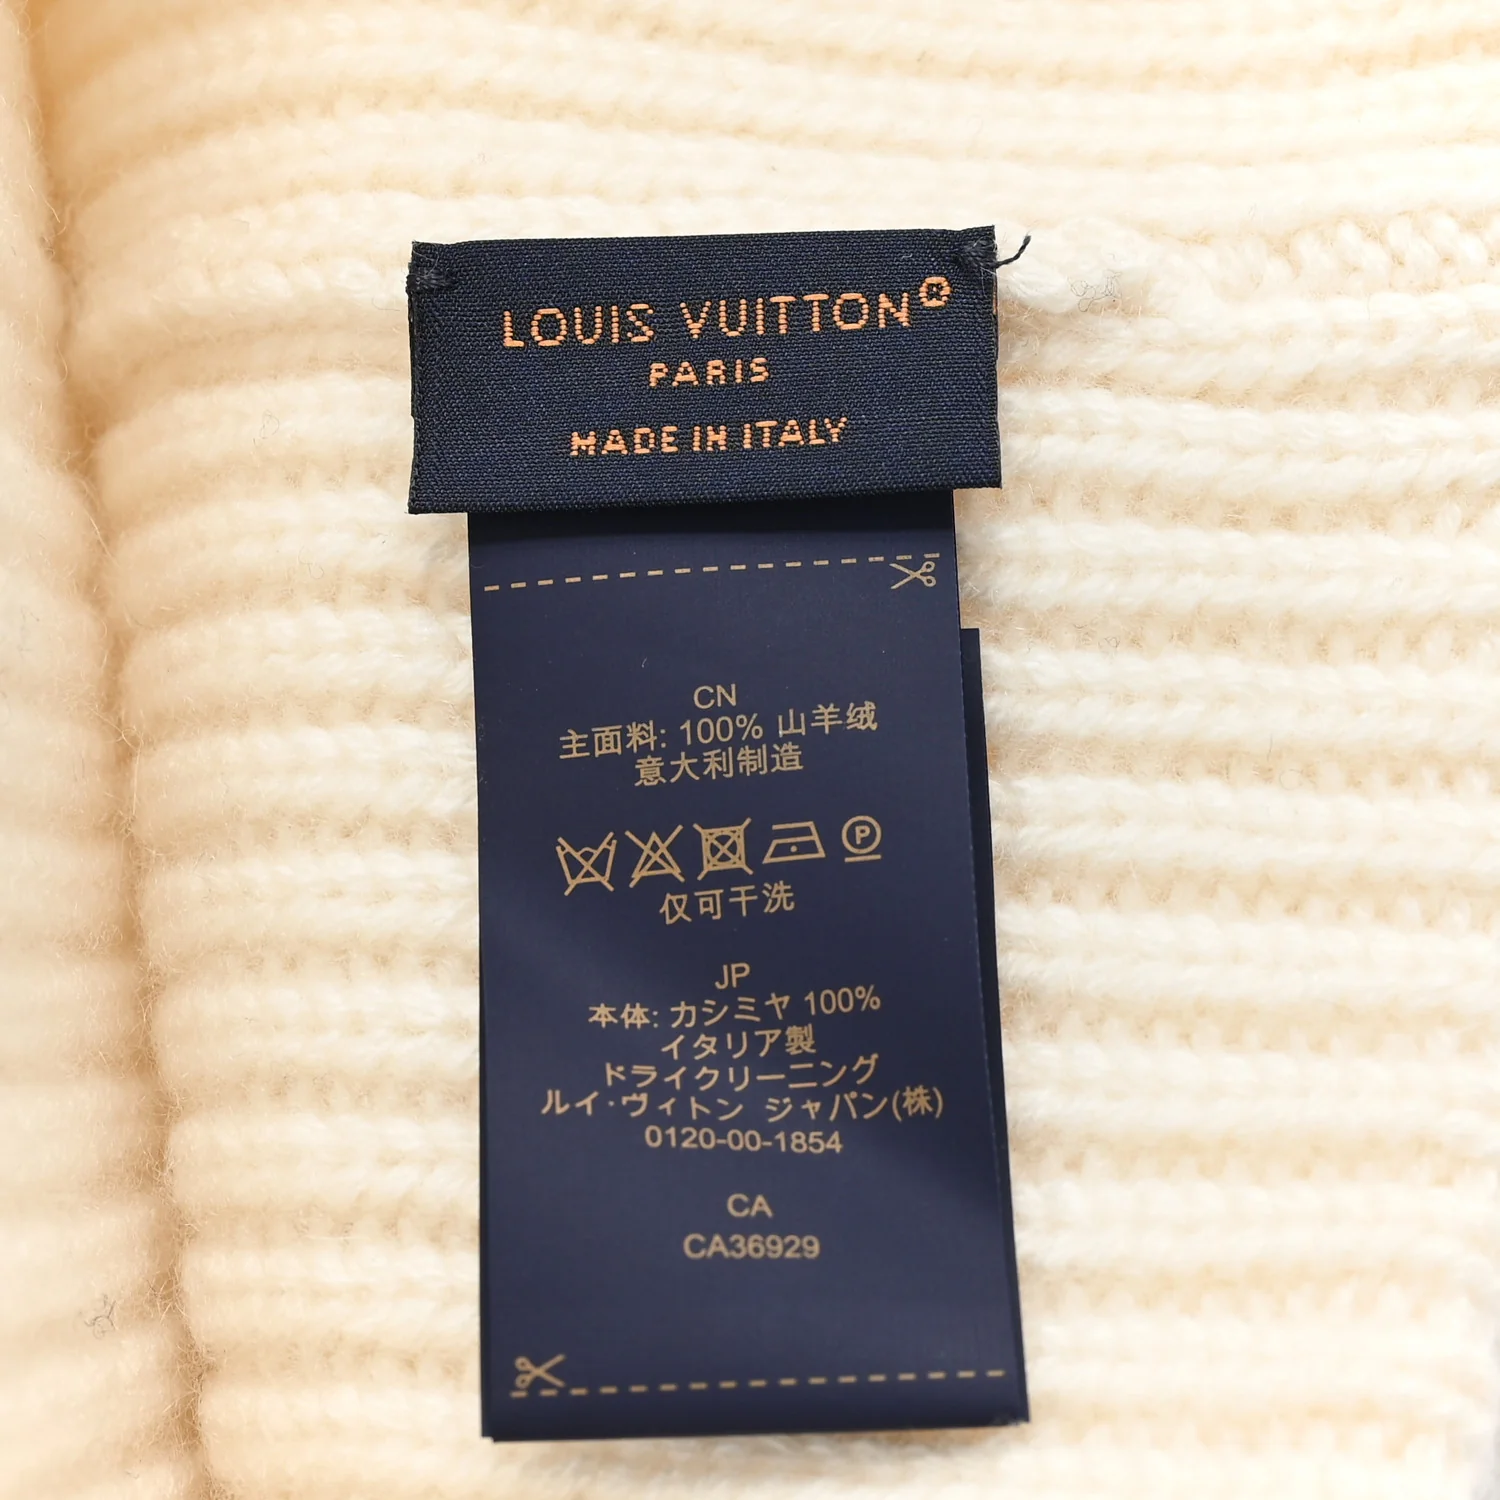 LOUIS VUITTON®
PARIS
MADE IN ITALY
CN
主面料: 100% 山羊绒
意大利制造
P
仅可干洗
JP
本体: カシミヤ 100%
イタリア製
ドライクリーニング
ルイ･ヴィトン ジャパン(株)
0120-00-1854
CA
CA36929